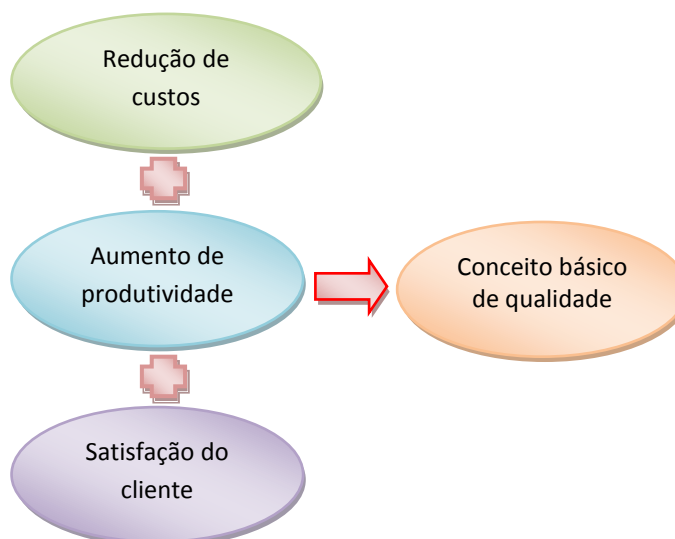 Redução de
custos
Aumento de
produtividade
Conceito básico
de qualidade
Satisfação do
cliente